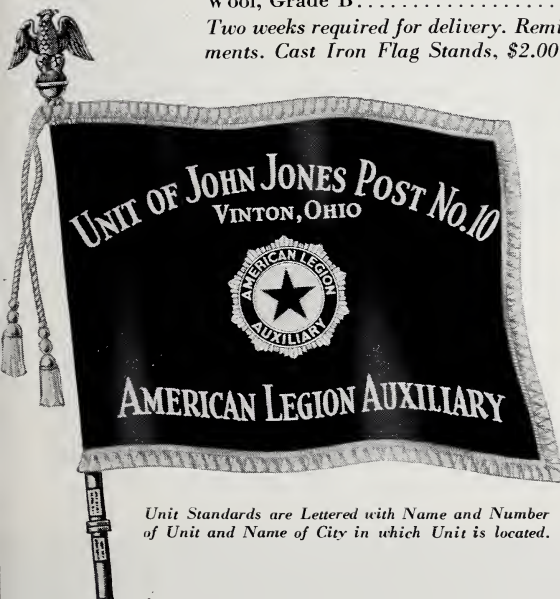 Wool, Grade B....................
Two weeks required for delivery. Remi
ments. Cast Iron Flag Stands, $2.00
UNIT OF JOHN JONES POST NO. 10
VINTON, OHIO
AMERICAN LEGION
AUXILIARY
AMERICAN LEGION AUXILIARY
Unit Standards are Lettered with Name and Number
of Unit and Name of City in which Unit is located.